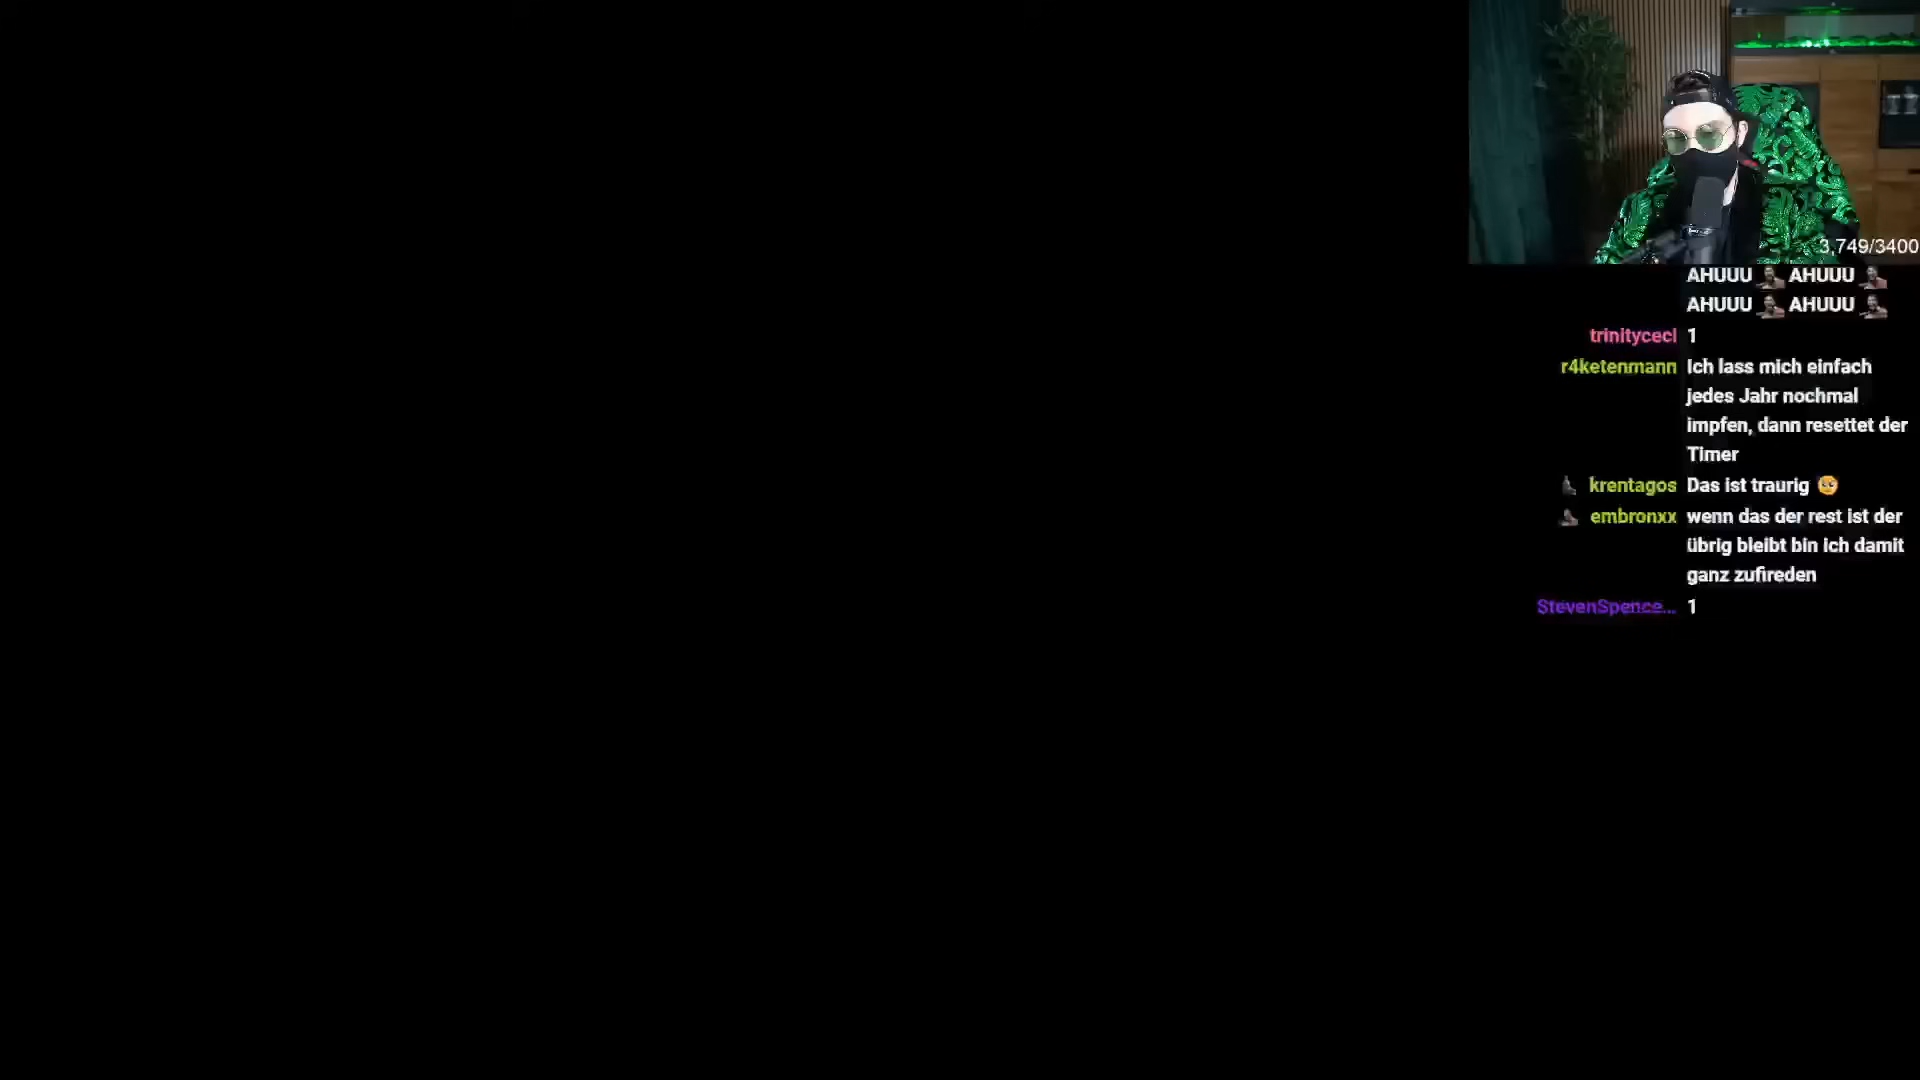 3,749/3400
AHUUU AHUUU
AHUUU AHUUU
trinitycecl 1
r4ketenmann Ich lass mich einfach
jedes Jahr nochmal
impfen, dann resettet der
Timer
krentagos Das ist traurig 🥺
embronxx wenn das der rest ist der
übrig bleibt bin ich damit
ganz zufireden
StevenSpence... 1